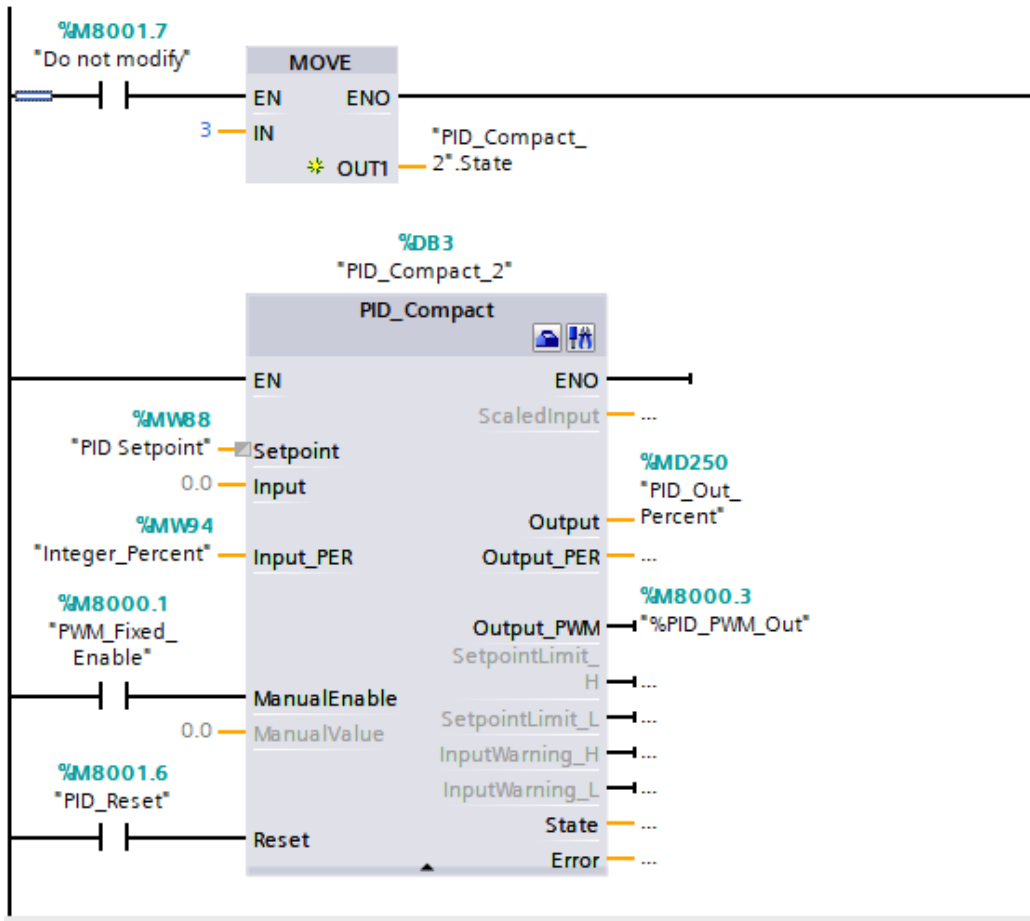 %M8001.7
"Do not modify"
MOVE
EN ENO
3 IN
"PID_Compact_
OUT1 2".State
%DB3
"PID_Compact_2"
PID_Compact
EN ENO
ScaledInput ...
%MW88
"PID Setpoint" Setpoint
0.0 Input
%MD250
"PID_Out_
Percent"
Output
%MW94
"Integer_Percent" Input_PER
Output_PER ...
%M8000.1
"PWM_Fixed_
Enable"
%M8000.3
Output_PWM "%PID_PWM_Out"
SetpointLimit_
H ...
ManualEnable
SetpointLimit_L ...
0.0 ManualValue
InputWarning_H ...
%M8001.6
"PID_Reset"
InputWarning_L ...
State ...
Reset
Error ...